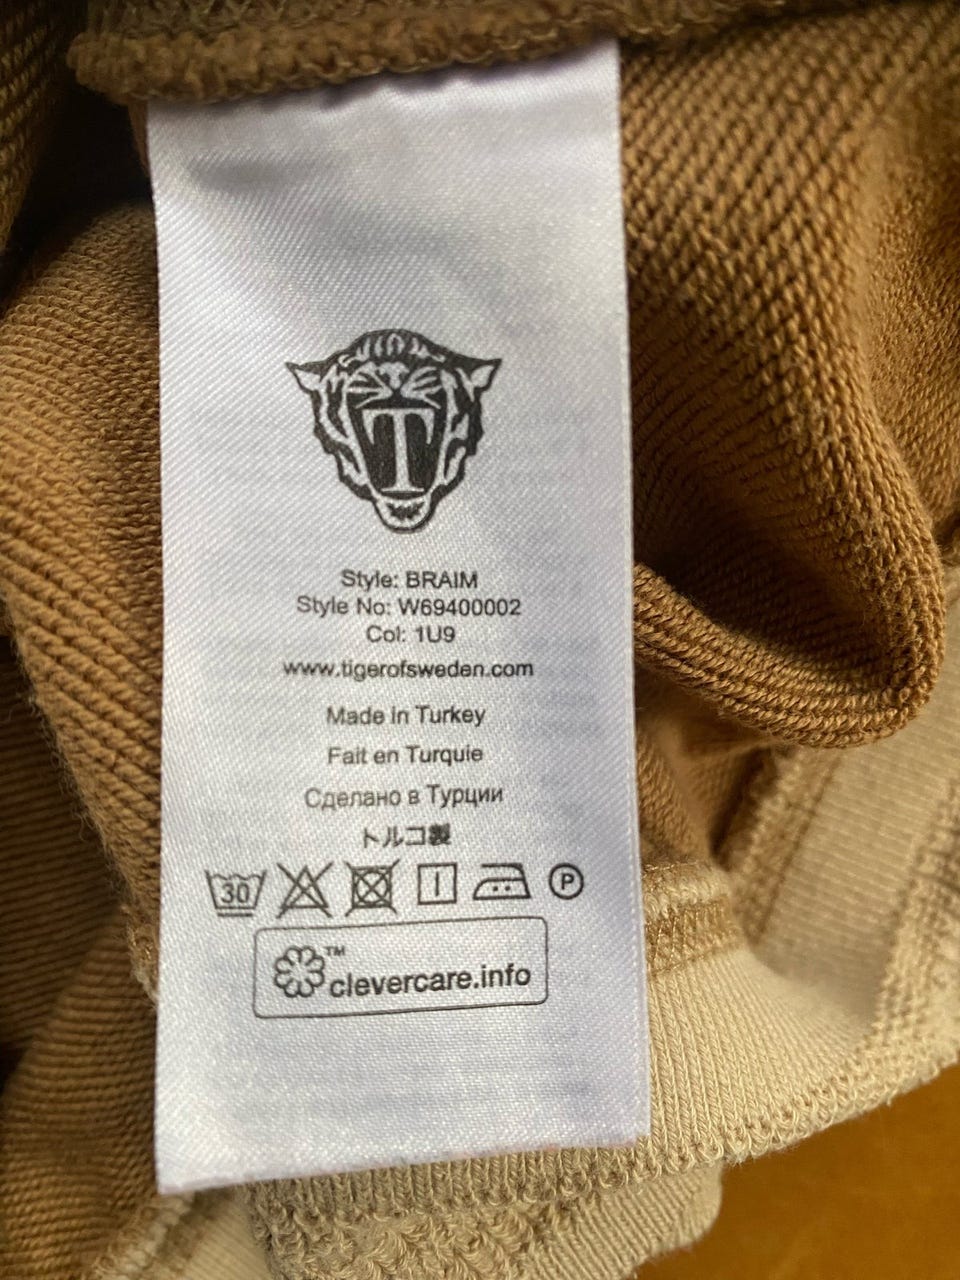 T
Style: BRAIM
Style No: W69400002
Col: 1U9
www.tigerofsweden.com
Made in Turkey
Fait en Turquie
Сделано в Турции
トルコ製
30 P
™
clevercare.info